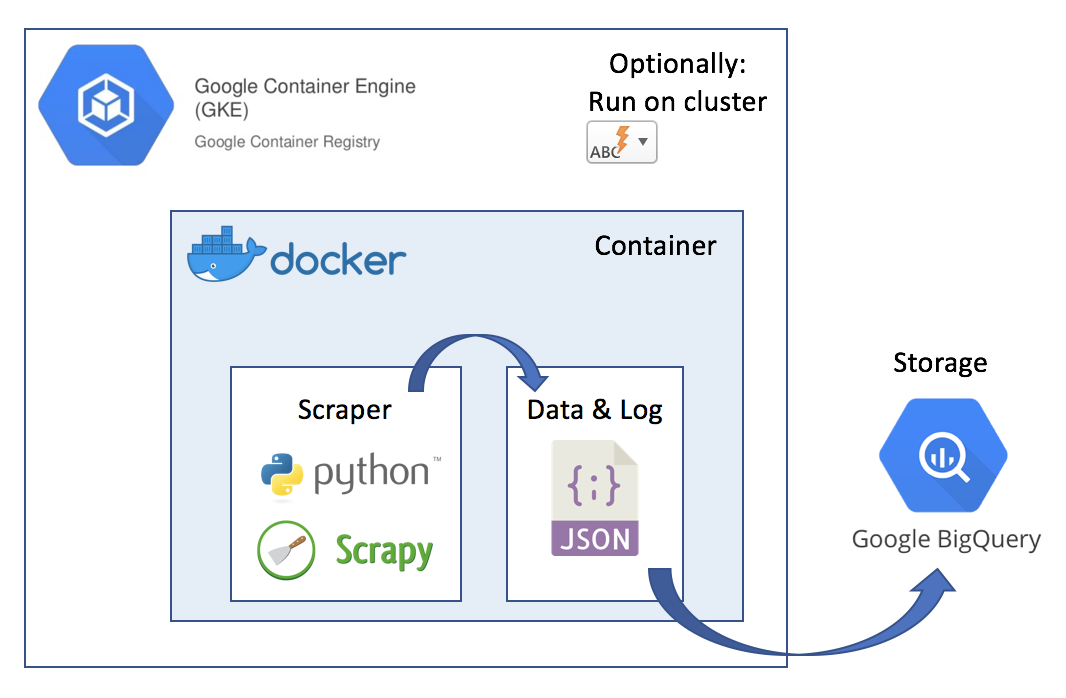 Google Container Engine
(GKE)
Google Container Registry
Optionally:
Run on cluster
ABC
docker
Container
Scraper
python™
Scrapy
Data & Log
{;}
JSON
Storage
Google BigQuery